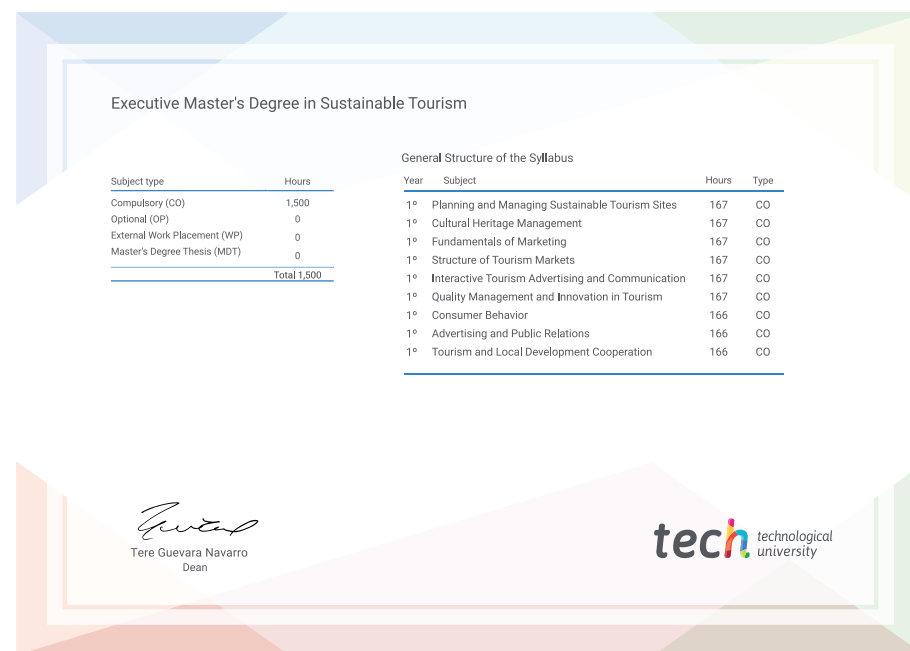 Executive Master's Degree in Sustainable Tourism
Subject type Hours
Compulsory (CO) 1,500
Optional (OP) 0
External Work Placement (WP) 0
Master's Degree Thesis (MDT) 0
Total 1,500
General Structure of the Syllabus
Year Subject Hours Type
1º Planning and Managing Sustainable Tourism Sites 167 CO
1º Cultural Heritage Management 167 CO
1º Fundamentals of Marketing 167 CO
1º Structure of Tourism Markets 167 CO
1º Interactive Tourism Advertising and Communication 167 CO
1º Quality Management and Innovation in Tourism 167 CO
1º Consumer Behavior 166 CO
1º Advertising and Public Relations 166 CO
1º Tourism and Local Development Cooperation 166 CO
Tere Guevara Navarro
Dean
tech technological
university